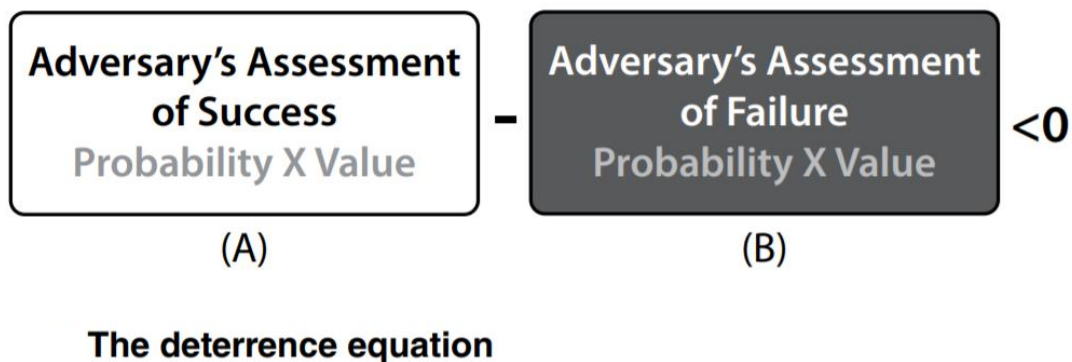 Adversary’s Assessment
of Success
Probability X Value
-
Adversary’s Assessment
of Failure
Probability X Value
<0
(A)
(B)
The deterrence equation